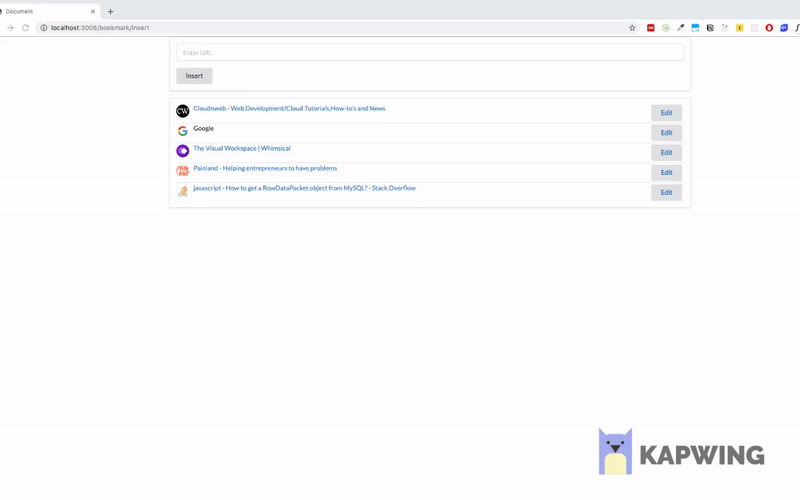 Document
localhost:3005/bookmark/insert
Enter URL
Insert
Cloudnweb - Web Development/Cloud Tutorials,How-to's and News
Edit
Google
Edit
The Visual Workspace | Whimsical
Edit
Painland - Helping entrepreneurs to have problems
Edit
javascript - How to get a RowDataPacket object from MySQL? - Stack Overflow
Edit
KAPWING